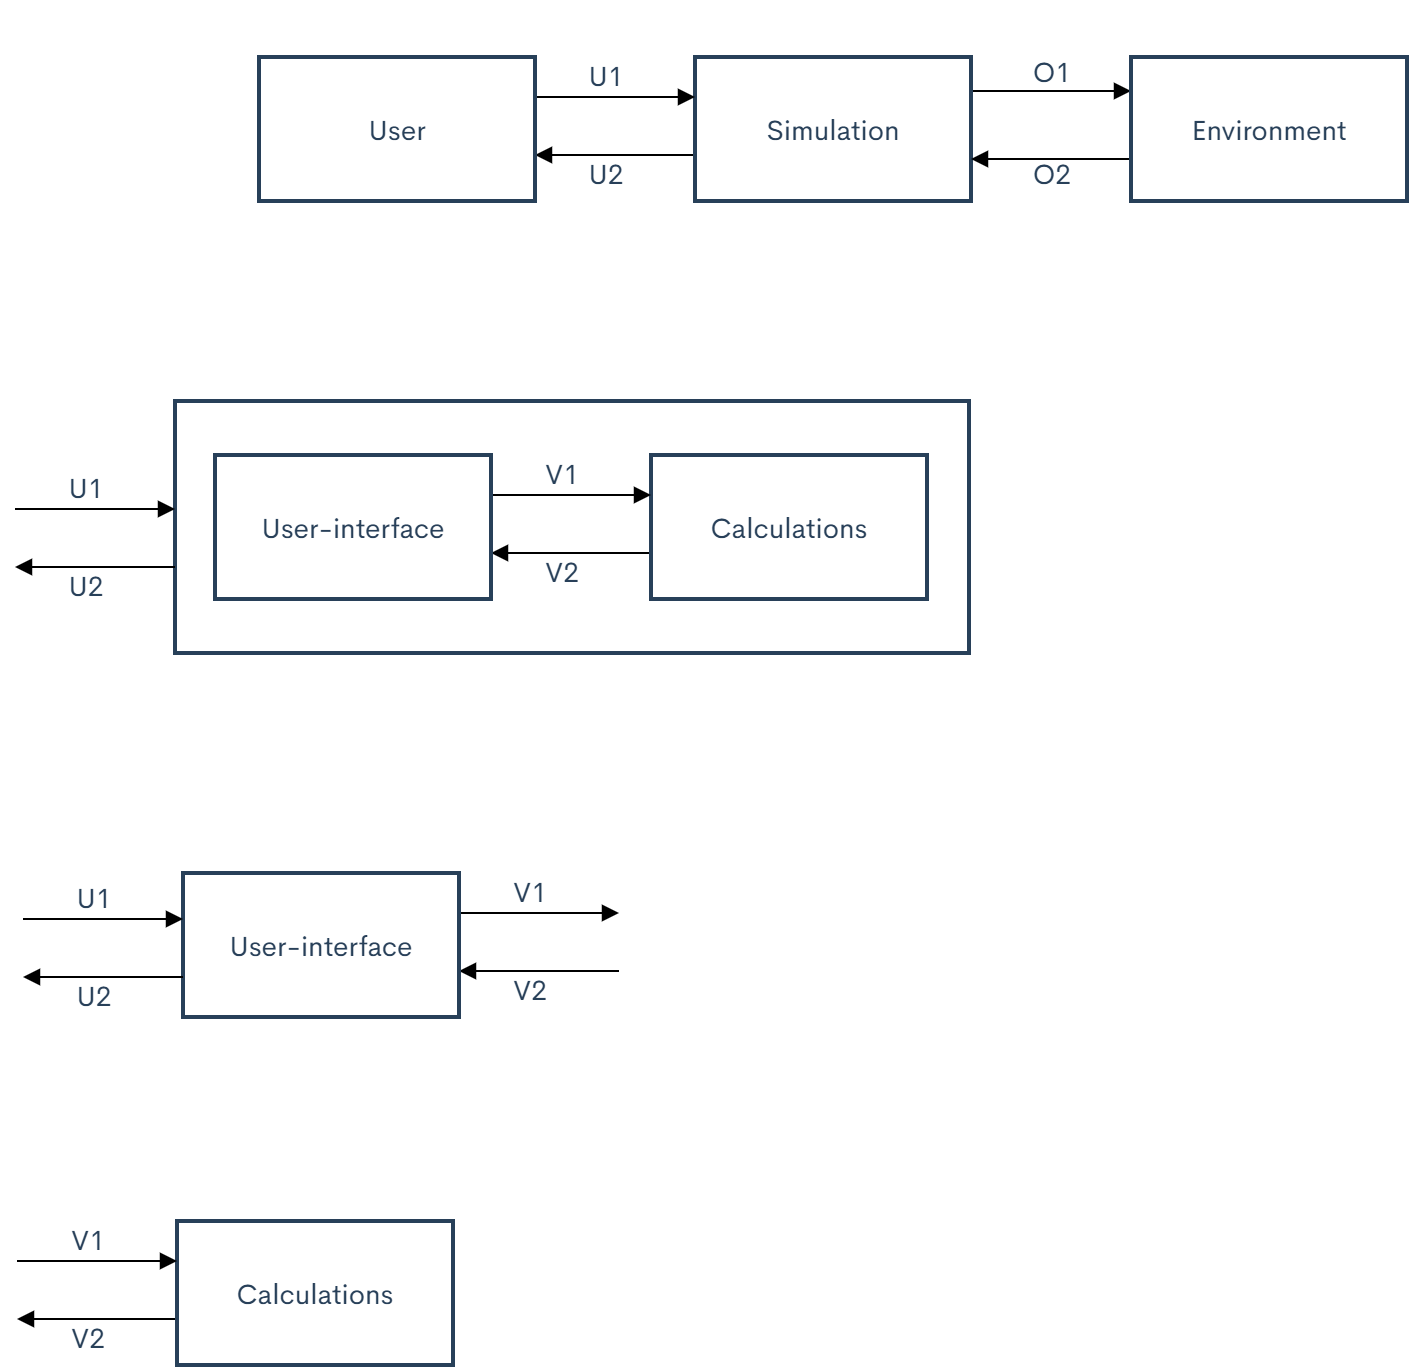 U1
O1
User
Simulation
Environment
U2
O2
U1
V1
User-interface
Calculations
U2
V2
U1
V1
User-interface
U2
V2
V1
Calculations
V2